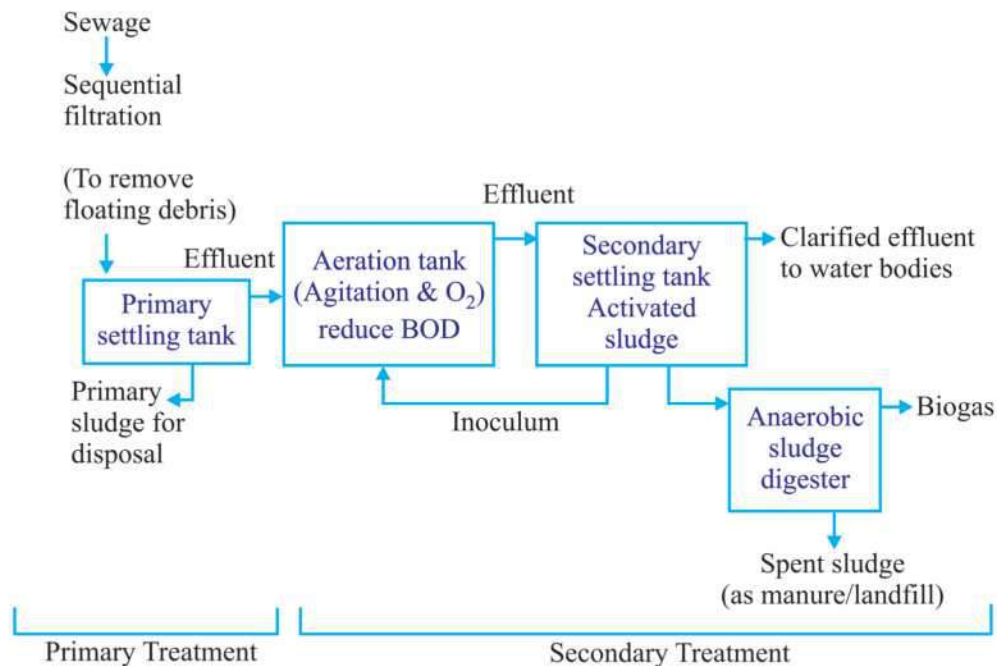 Sewage
Sequential
filtration
(To remove
floating debris)
Primary
settling tank
Primary
sludge for
disposal
Effluent
Aeration tank
(Agitation & O₂)
reduce BOD
Effluent
Secondary
settling tank
Activated
sludge
Inoculum
Clarified effluent
to water bodies
Anaerobic
sludge
digester
Biogas
Spent sludge
(as manure/landfill)
Primary Treatment
Secondary Treatment